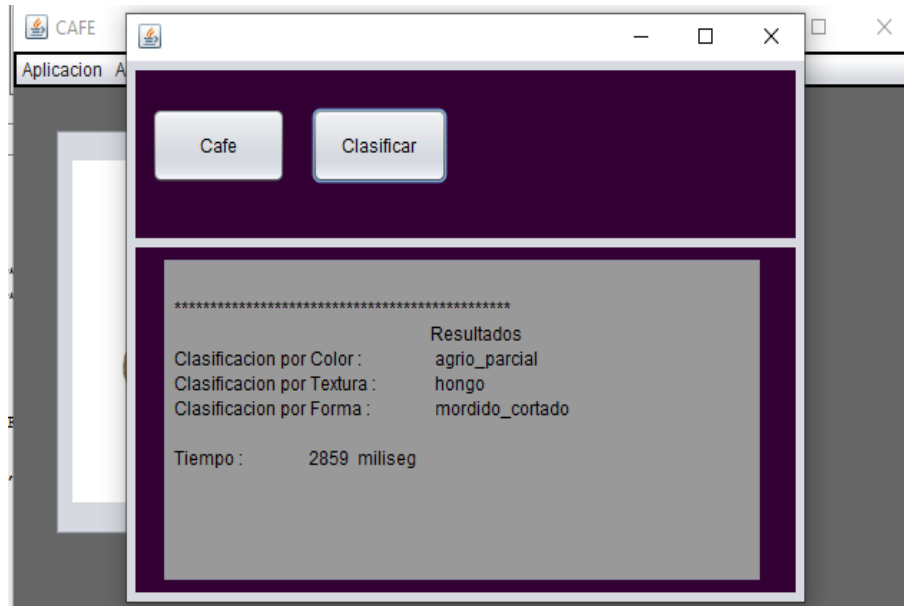 CAFE
Aplicacion A
Cafe
Clasificar
***********************************************
Resultados
Clasificacion por Color : agrio_parcial
Clasificacion por Textura : hongo
Clasificacion por Forma : mordido_cortado
Tiempo : 2859 miliseg